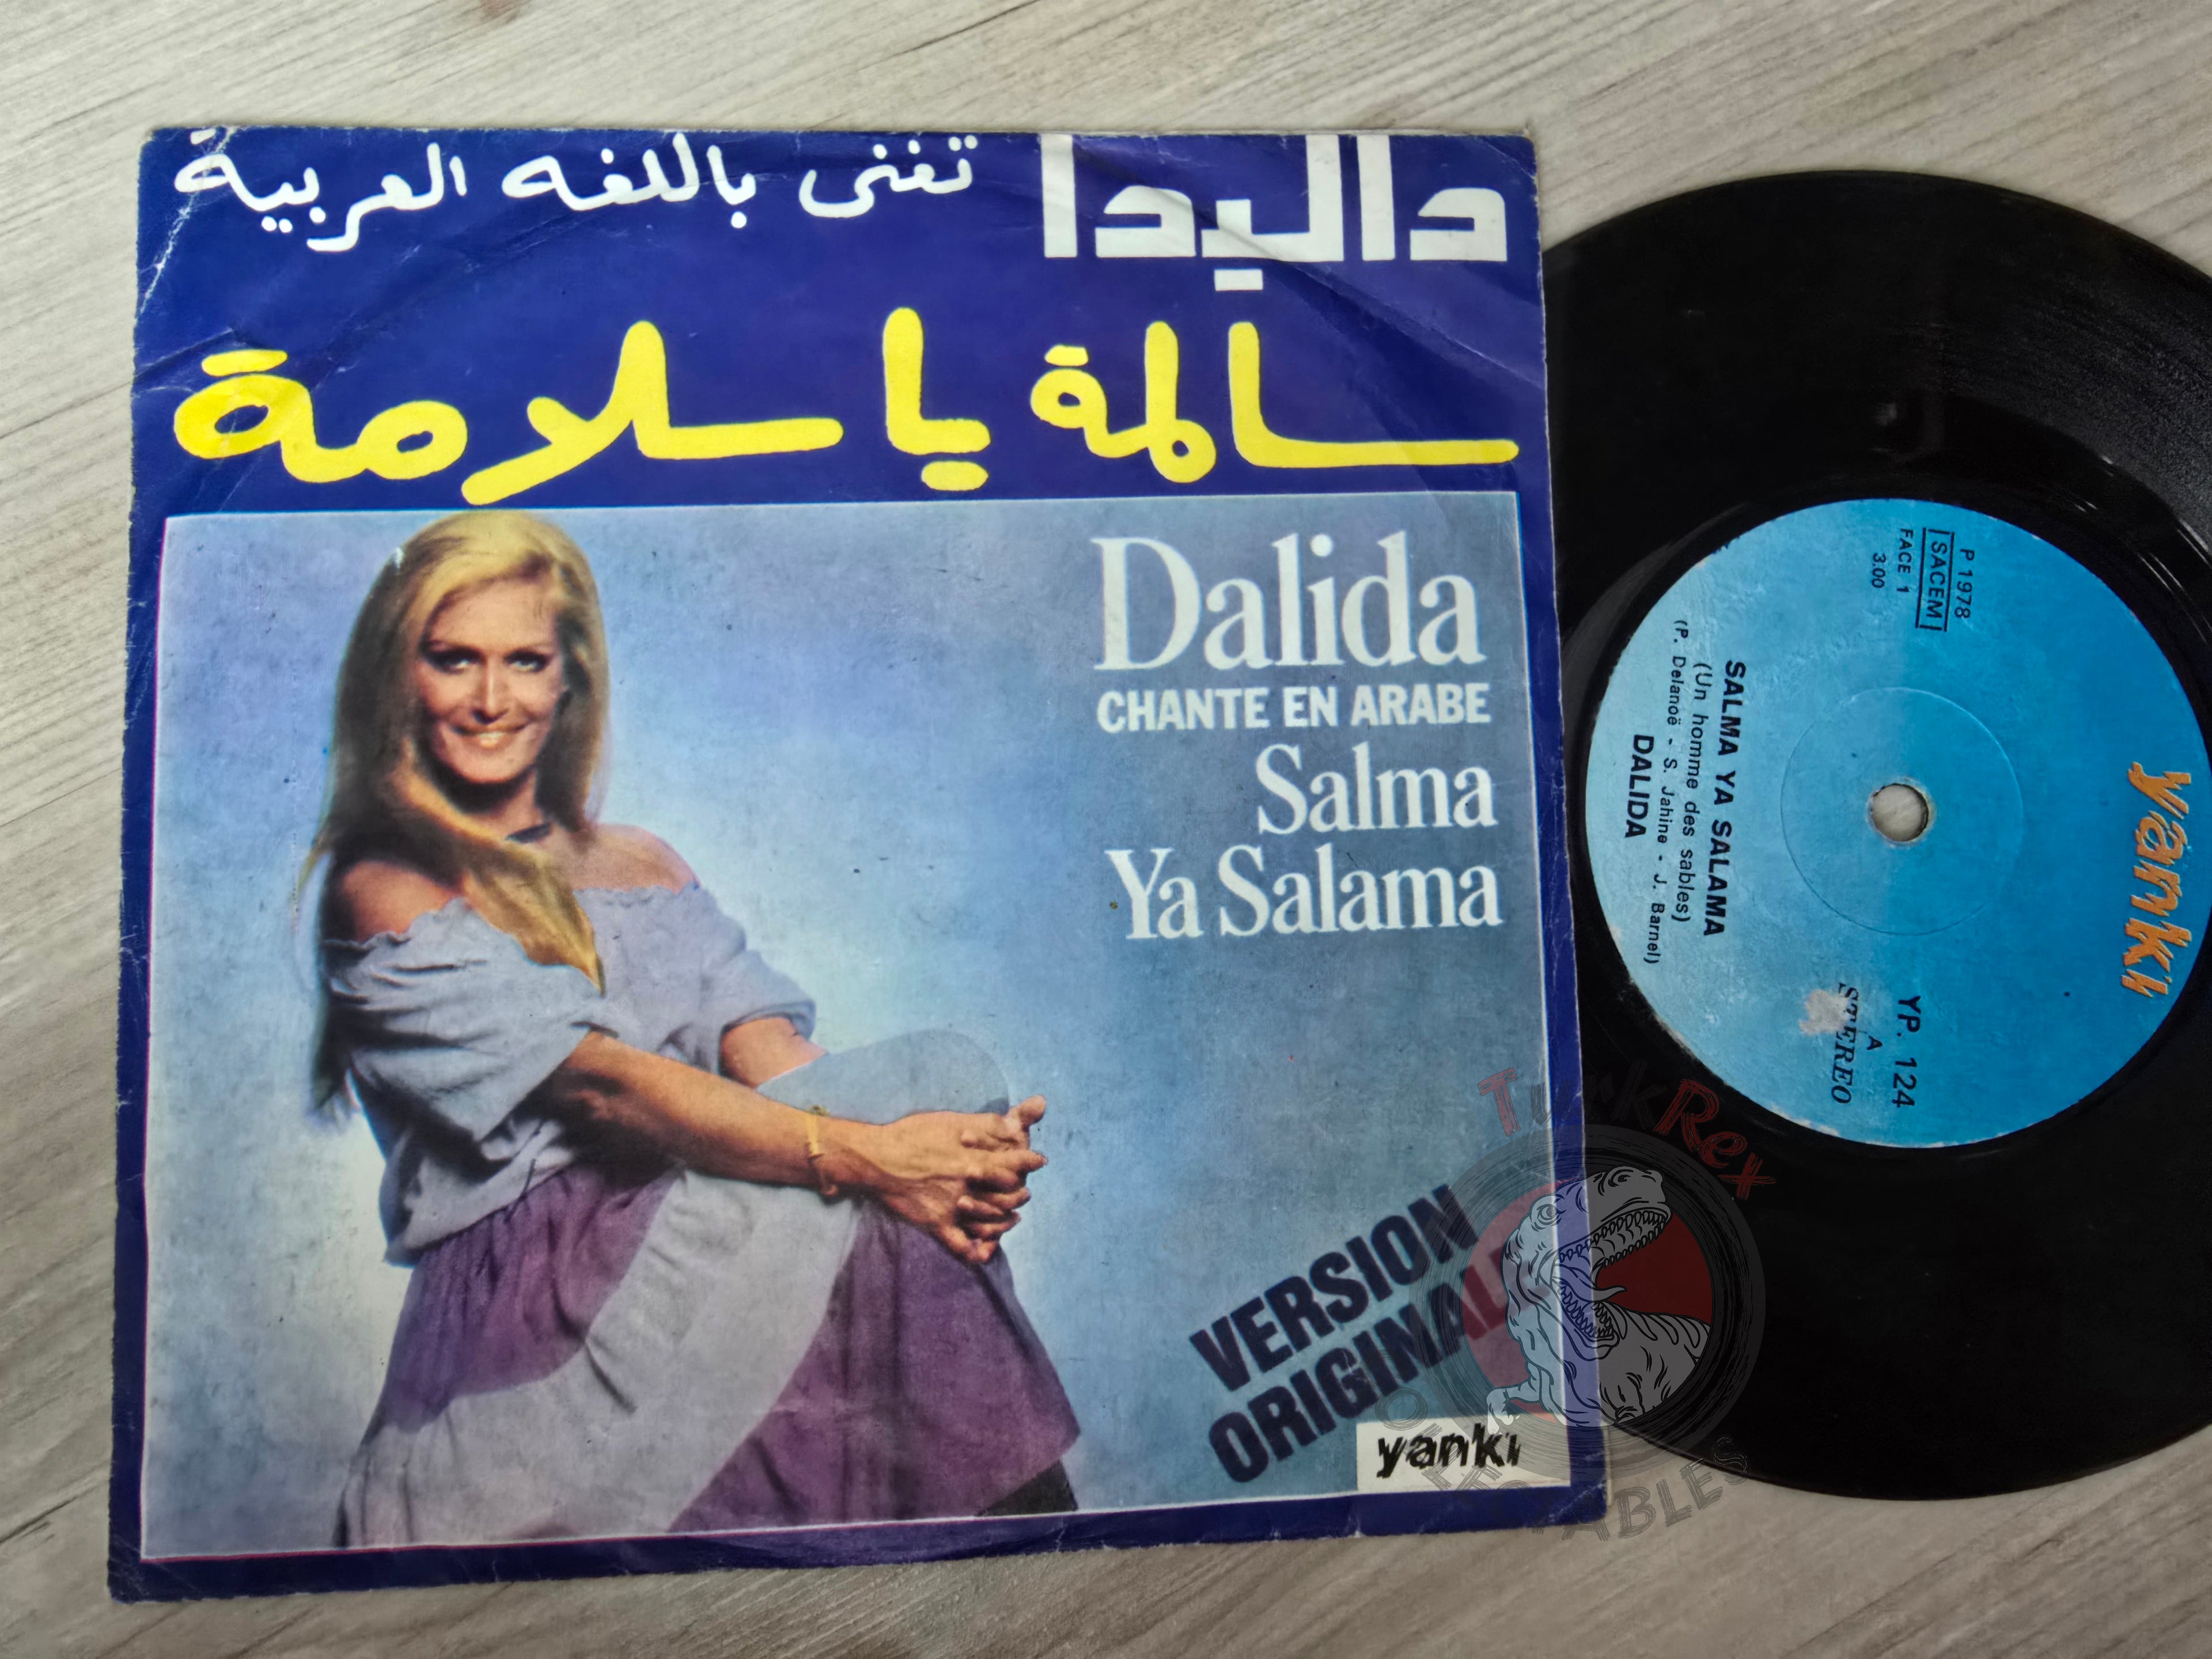 داليدا تغنى باللغه العربية
سالمة يا سلامة
Dalida
CHANTE EN ARABE
Salma
Ya Salama
VERSION
ORIGINALE
yanki
yanki
P 1978
SACEM
FACE 1
3.00
YP. 124
A
STEREO
SALMA YA SALAMA
(Un homme des sables)
(P. Delanoë - S. Jahine - J. Barnel)
DALIDA
TurkRex
COLLECTABLES